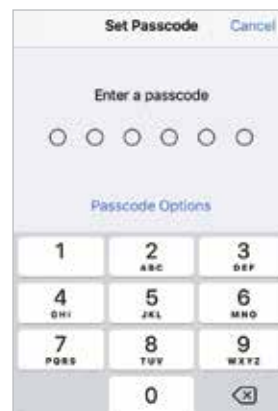 Set Passcode Cancel
Enter a passcode
Passcode Options
1 2 3
ABC DEF
4 5 6
GHI JKL MNO
7 8 9
PQRS TUV WXYZ
0